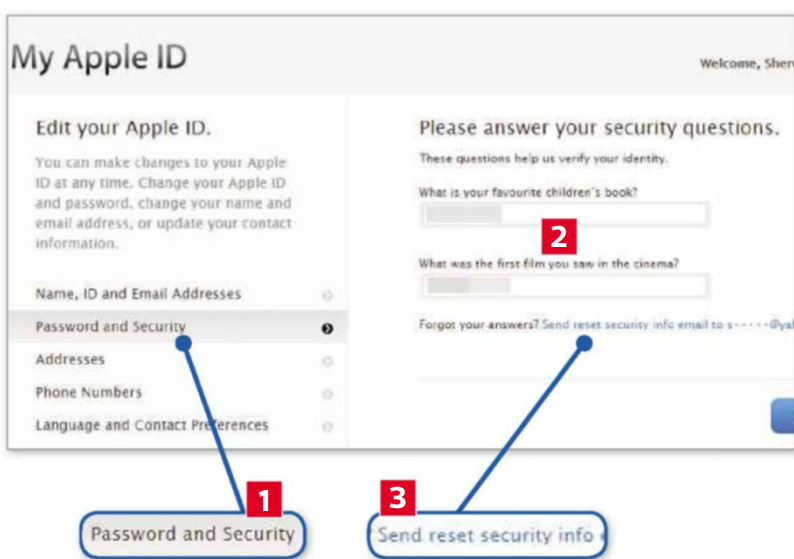 My Apple ID
Welcome, Sher
Edit your Apple ID.
You can make changes to your Apple
ID at any time. Change your Apple ID
and password, change your name and
email address, or update your contact
information.
Name, ID and Email Addresses
Password and Security
Addresses
Phone Numbers
Language and Contact Preferences
Please answer your security questions.
These questions help us verify your identity.
What is your favourite children's book?
2
What was the first film you saw in the cinema?
Forgot your answers? Send reset security info email to s-----@yah
1
Password and Security
3
Send reset security info